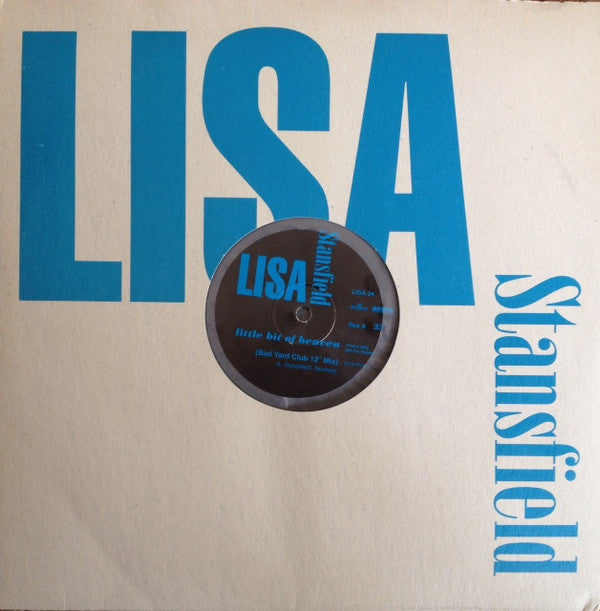 LISA
Stansfield
LISA
Stansfield
LISA 24
Side A
little bit of heaven
(Bad Yard Club 12" Mix)